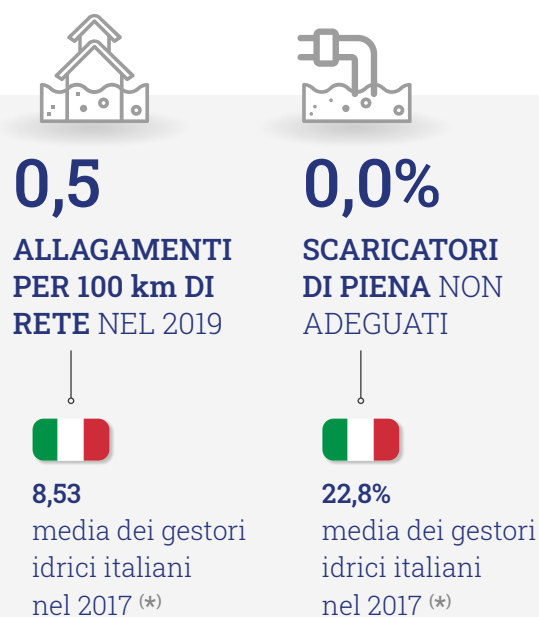 0,5
ALLAGAMENTI
PER 100 km DI
RETE NEL 2019
8,53
media dei gestori
idrici italiani
nel 2017 (*)
0,0%
SCARICATORI
DI PIENA NON
ADEGUATI
22,8%
media dei gestori
idrici italiani
nel 2017 (*)